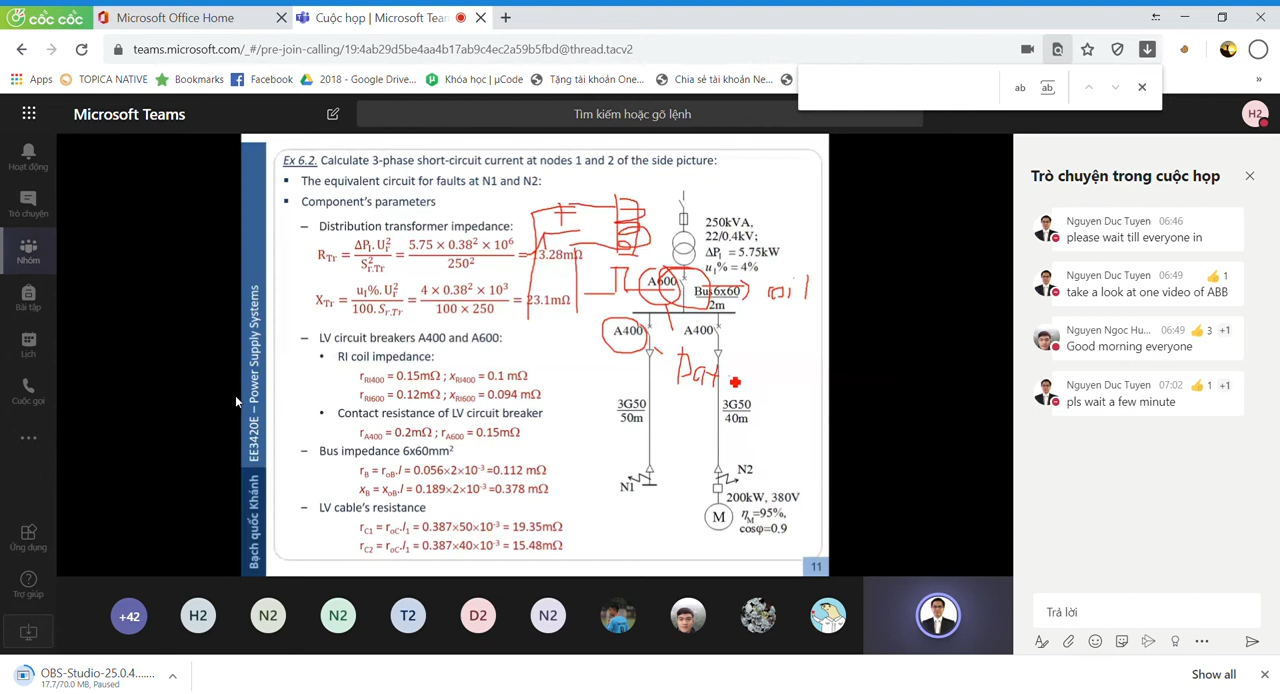 CỐC CỐC
Microsoft Office Home
Cuộc họp | Microsoft Tear
teams.microsoft.com/_#/pre-join-calling/19:4ab29d5be4aa4b17ab9c4ec2a59b5fbd@thread.tacv2
Apps
TOPICA NATIVE
Bookmarks
Facebook
2018 - Google Drive...
Khóa học | µCode
Tặng tài khoản One...
Chia sẻ tài khoản Ne...
»
ab
ab
Microsoft Teams
Tìm kiếm hoặc gõ lệnh
H2
Hoạt động
Trò chuyện
Nhóm
Bài tập
Lịch
Cuộc gọi
Ứng dụng
Trợ giúp
Bạch quốc Khánh EE3420E – Power Supply Systems
Ex 6.2. Calculate 3-phase short-circuit current at nodes 1 and 2 of the side picture:
▪ The equivalent circuit for faults at N1 and N2:
▪ Component's parameters
– Distribution transformer impedance:
R_Tr = ΔP_l.U_r² / S_r.Tr² = 5.75 × 0.38² × 10⁶ / 250² = 13.28mΩ
X_Tr = u_l%.U_r² / 100.S_r.Tr = 4 × 0.38² × 10³ / 100 × 250 = 23.1mΩ
– LV circuit breakers A400 and A600:
• RI coil impedance:
r_RI400 = 0.15mΩ ; x_RI400 = 0.1 mΩ
r_RI600 = 0.12mΩ ; x_RI600 = 0.094 mΩ
• Contact resistance of LV circuit breaker
r_A400 = 0.2mΩ ; r_A600 = 0.15mΩ
– Bus impedance 6x60mm²
r_B = r_oB.l = 0.056×2×10⁻³ =0.112 mΩ
x_B = x_oB.l = 0.189×2×10⁻³ =0.378 mΩ
– LV cable's resistance
r_C1 = r_oC.l₁ = 0.387×50×10⁻³ = 19.35mΩ
r_C2 = r_oC.l₁ = 0.387×40×10⁻³ = 15.48mΩ
250kVA,
22/0.4kV;
ΔP_l = 5.75kW
u_l% = 4%
A600
Bus6x60
2m
A400
A400
3G50
50m
3G50
40m
N1
N2
200kW, 380V
M
η_M=95%,
cosφ=0.9
11
+42
H2
N2
N2
T2
D2
N2
Trò chuyện trong cuộc họp
Nguyen Duc Tuyen 06:46
please wait till everyone in
Nguyen Duc Tuyen 06:49 1
take a look at one video of ABB
Nguyen Ngoc Hu... 06:49 3 +1
Good morning everyone
Nguyen Duc Tuyen 07:02 1 +1
pls wait a few minute
Trả lời
OBS-Studio-25.0.4....
17.7/70.0 MB, Paused
Show all